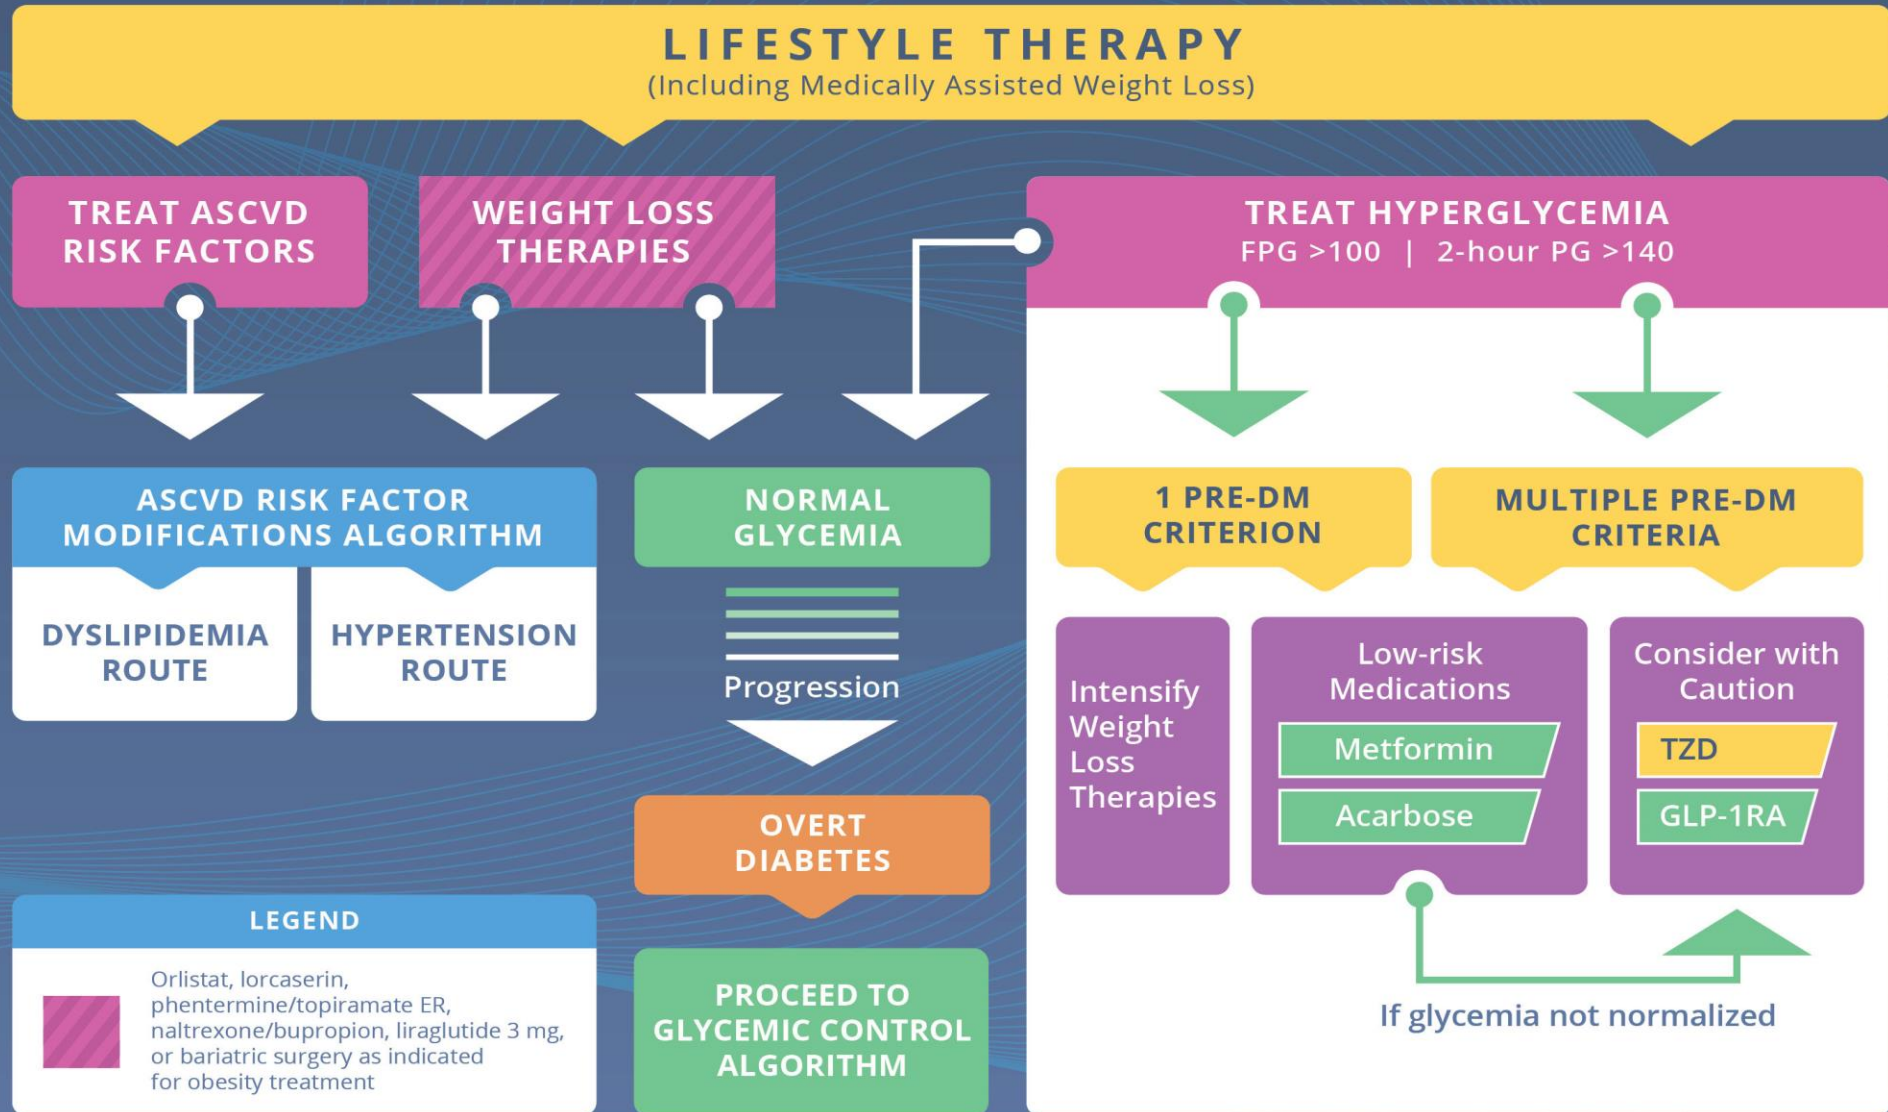 LIFESTYLE THERAPY
(Including Medically Assisted Weight Loss)
TREAT ASCVD
RISK FACTORS
WEIGHT LOSS
THERAPIES
TREAT HYPERGLYCEMIA
FPG >100 | 2-hour PG >140
ASCVD RISK FACTOR
MODIFICATIONS ALGORITHM
DYSLIPIDEMIA
ROUTE
HYPERTENSION
ROUTE
NORMAL
GLYCEMIA
Progression
OVERT
DIABETES
PROCEED TO
GLYCEMIC CONTROL
ALGORITHM
1 PRE-DM
CRITERION
MULTIPLE PRE-DM
CRITERIA
Intensify
Weight
Loss
Therapies
Low-risk
Medications
Metformin
Acarbose
Consider with
Caution
TZD
GLP-1RA
If glycemia not normalized
LEGEND
Orlistat, lorcaserin,
phentermine/topiramate ER,
naltrexone/bupropion, liraglutide 3 mg,
or bariatric surgery as indicated
for obesity treatment